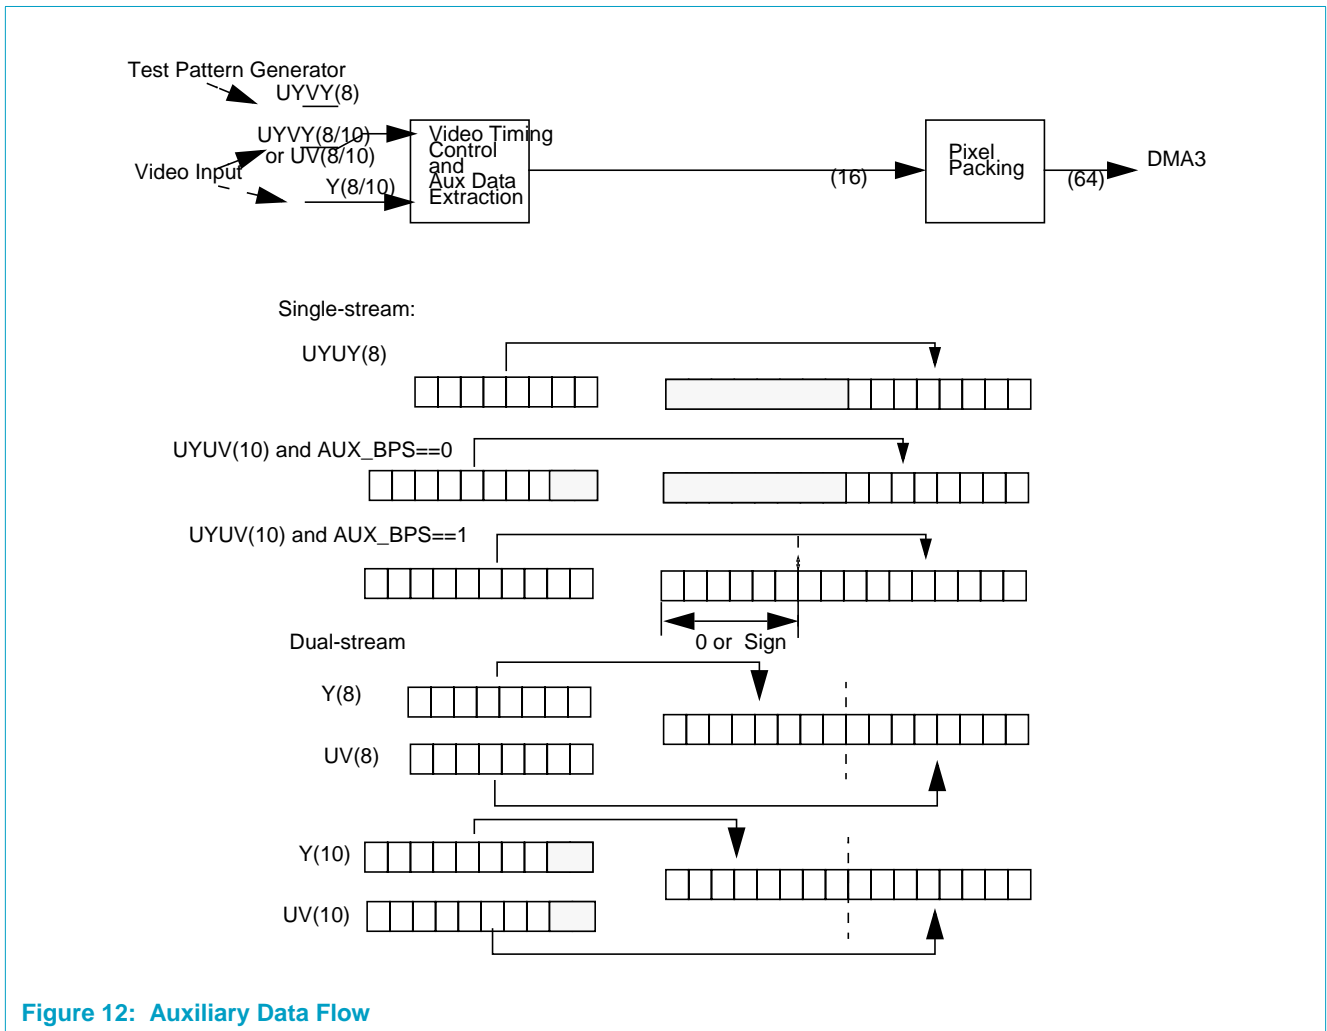 Test Pattern Generator
UYVY(8)
UYVY(8/10)
or UV(8/10)
Video Input
Y(8/10)
Video Timing
Control
and
Aux Data
Extraction
(16)
Pixel
Packing
(64)
DMA3
Single-stream:
UYUY(8)
UYUV(10) and AUX_BPS==0
UYUV(10) and AUX_BPS==1
0 or Sign
Dual-stream
Y(8)
UV(8)
Y(10)
UV(10)
Figure 12: Auxiliary Data Flow